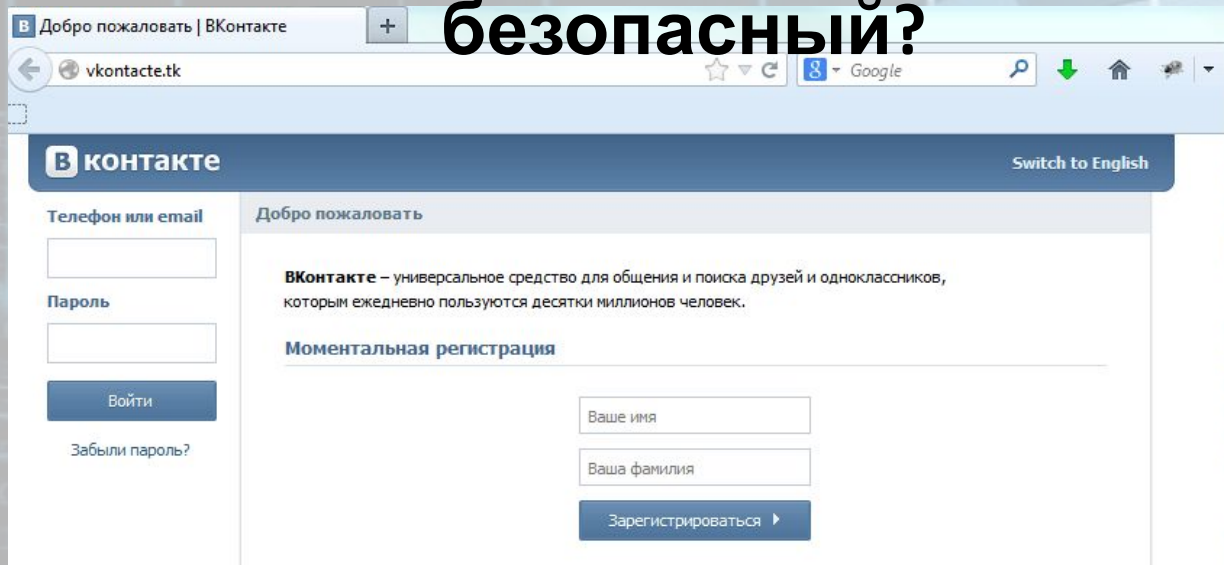 безопасный?
Добро пожаловать | ВКонтакте
vkontacte.tk
8 Google
В контакте
Switch to English
Телефон или email
Пароль
Войти
Забыли пароль?
Добро пожаловать
ВКонтакте – универсальное средство для общения и поиска друзей и одноклассников,
которым ежедневно пользуются десятки миллионов человек.
Моментальная регистрация
Ваше имя
Ваша фамилия
Зарегистрироваться